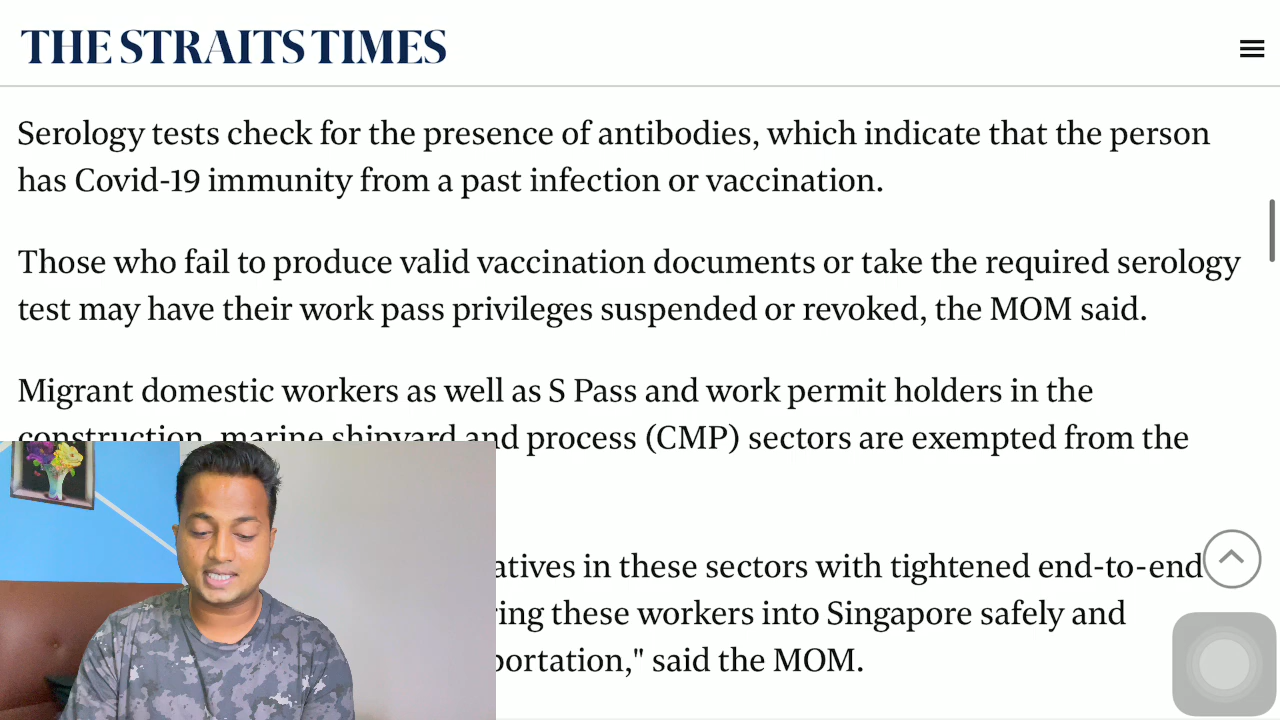 THE STRAITS TIMES
Serology tests check for the presence of antibodies, which indicate that the person
has Covid-19 immunity from a past infection or vaccination.
Those who fail to produce valid vaccination documents or take the required serology
test may have their work pass privileges suspended or revoked, the MOM said.
Migrant domestic workers as well as S Pass and work permit holders in the
construction, marine shipyard and process (CMP) sectors are exempted from the
in these sectors with tightened end-to-end
these workers into Singapore safely and
said the MOM.